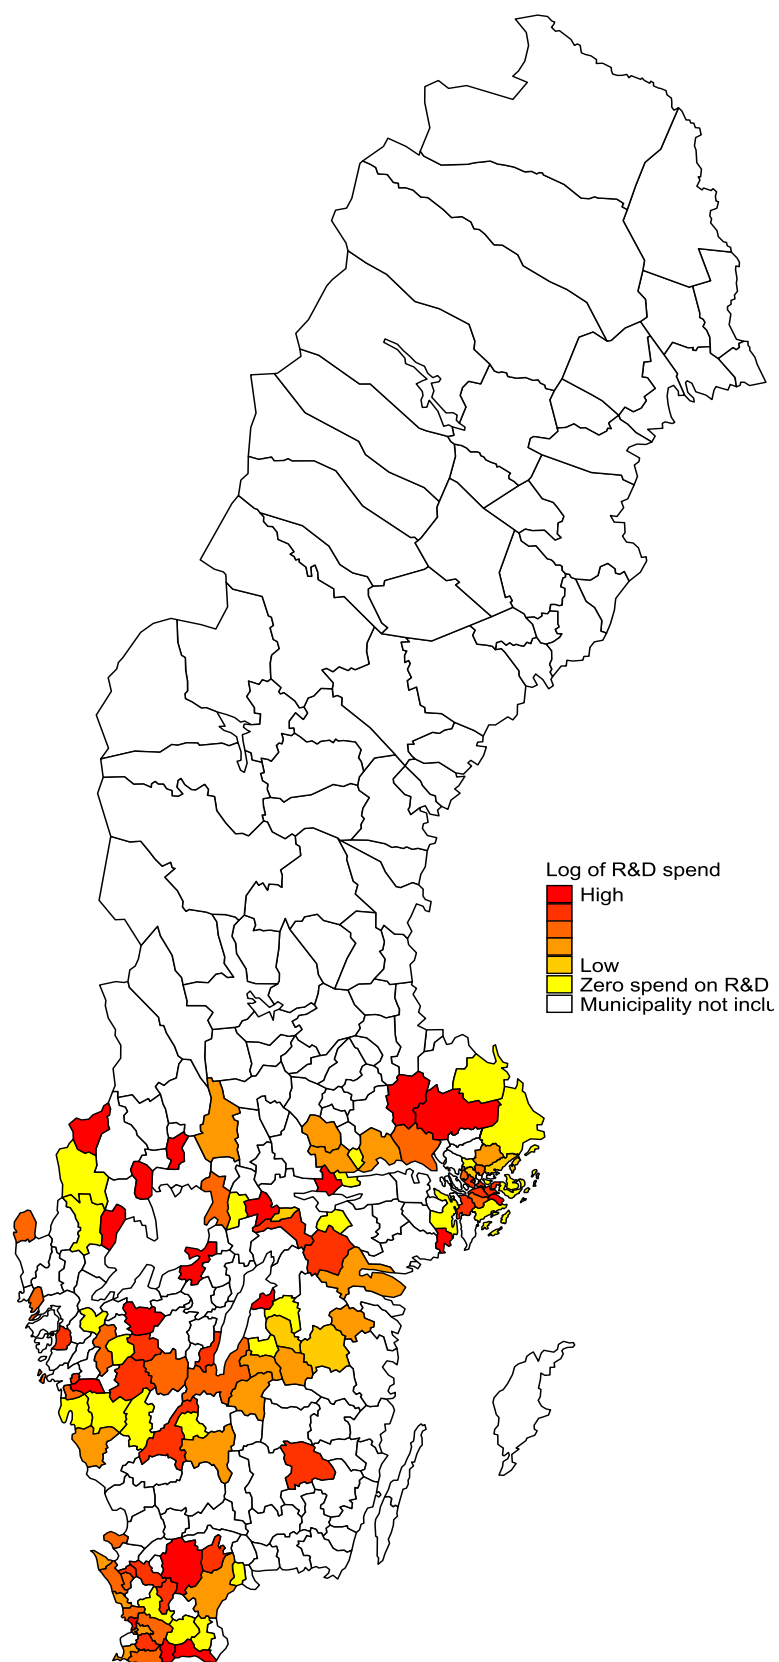 Log of R&D spend
High
Low
Zero spend on R&D
Municipality not inclu